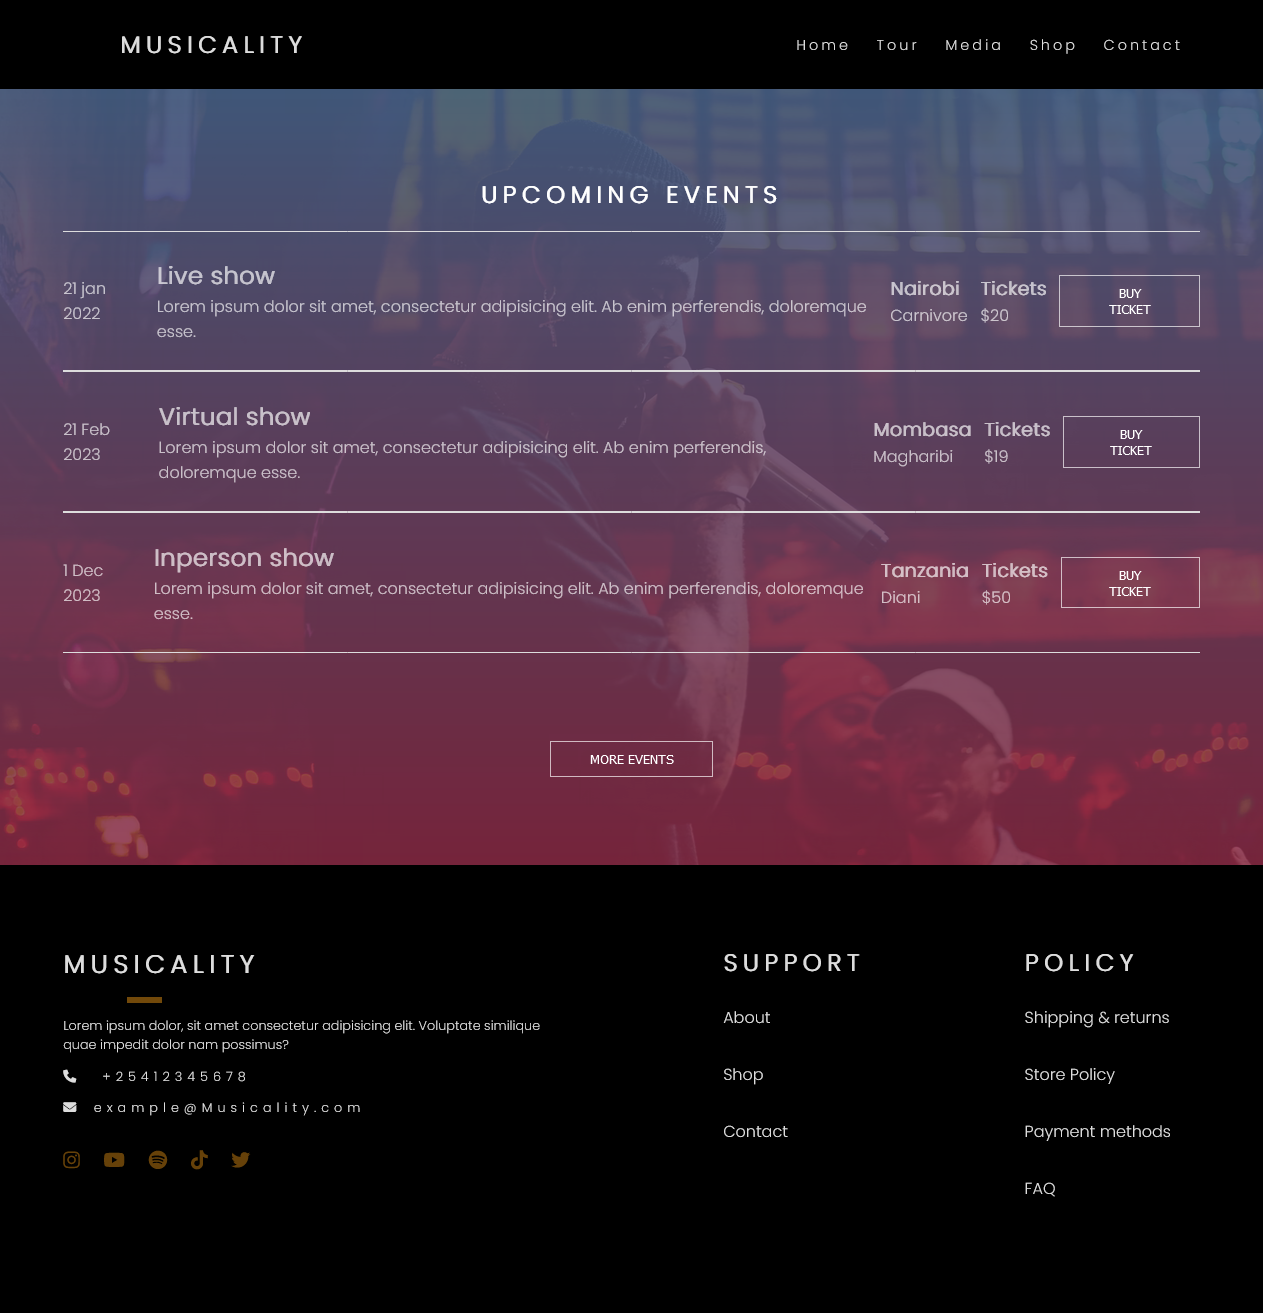 MUSICALITY
Home Tour Media Shop Contact
UPCOMING EVENTS
21 jan
2022
Live show
Lorem ipsum dolor sit amet, consectetur adipisicing elit. Ab enim perferendis, doloremque
esse.
Nairobi
Carnivore
Tickets
$20
BUY
TICKET
21 Feb
2023
Virtual show
Lorem ipsum dolor sit amet, consectetur adipisicing elit. Ab enim perferendis,
doloremque esse.
Mombasa
Magharibi
Tickets
$19
BUY
TICKET
1 Dec
2023
Inperson show
Lorem ipsum dolor sit amet, consectetur adipisicing elit. Ab enim perferendis, doloremque
esse.
Tanzania
Diani
Tickets
$50
BUY
TICKET
MORE EVENTS
MUSICALITY
Lorem ipsum dolor, sit amet consectetur adipisicing elit. Voluptate similique
quae impedit dolor nam possimus?
+25412345678
example@Musicality.com
SUPPORT
About
Shop
Contact
POLICY
Shipping & returns
Store Policy
Payment methods
FAQ